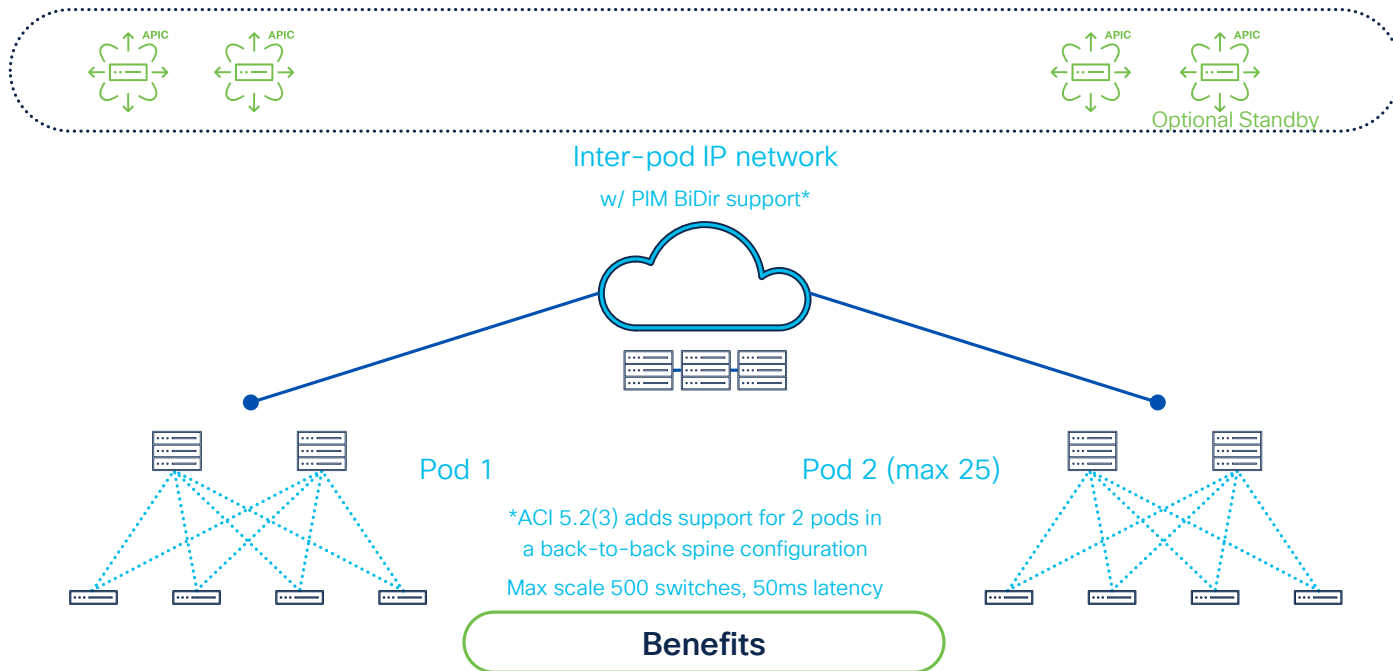 APIC
APIC
APIC
APIC
Optional Standby
Inter-pod IP network
w/ PIM BiDir support*
Pod 1
Pod 2 (max 25)
*ACI 5.2(3) adds support for 2 pods in
a back-to-back spine configuration
Max scale 500 switches, 50ms latency
Benefits